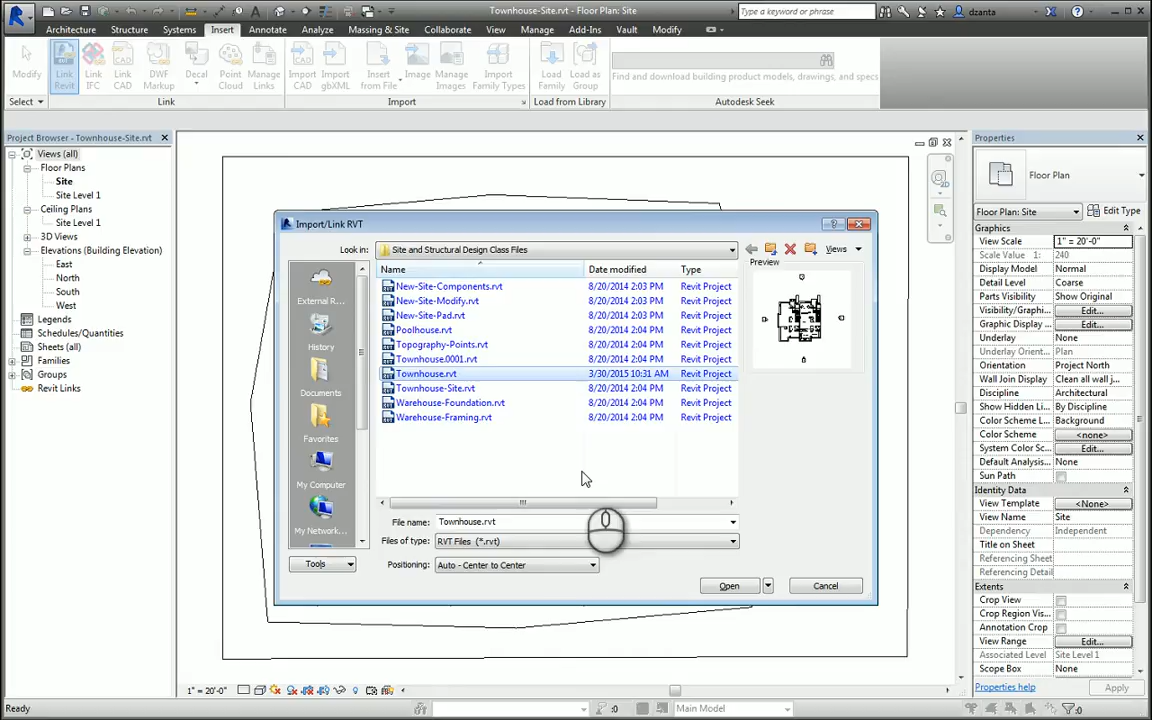 Townhouse-Site.rvt - Floor Plan: Site
Type a keyword or phrase
dzanta
Architecture Structure Systems Insert Annotate Analyze Massing & Site Collaborate View Manage Add-Ins Vault Modify
Modify
Link Revit
Link IFC
Link CAD
DWF Markup
Decal
Point Cloud
Manage Links
Import CAD
Import gbXML
Insert from File
Image
Manage Images
Import Family Types
Load Family
Load as Group
Find and download building product models, drawings, and specs
Select
Link
Import
Load from Library
Autodesk Seek
Project Browser - Townhouse-Site.rvt
Views (all)
Floor Plans
Site
Site Level 1
Ceiling Plans
Site Level 1
3D Views
Elevations (Building Elevation)
East
North
South
West
Legends
Schedules/Quantities
Sheets (all)
Families
Groups
Revit Links
Import/Link RVT
Look in: Site and Structural Design Class Files
Views
Name Date modified Type
New-Site-Components.rvt 8/20/2014 2:03 PM Revit Project
New-Site-Modify.rvt 8/20/2014 2:03 PM Revit Project
New-Site-Pad.rvt 8/20/2014 2:03 PM Revit Project
Poolhouse.rvt 8/20/2014 2:04 PM Revit Project
Topography-Points.rvt 8/20/2014 2:04 PM Revit Project
Townhouse.0001.rvt 8/20/2014 2:04 PM Revit Project
Townhouse.rvt 3/30/2015 10:31 AM Revit Project
Townhouse-Site.rvt 8/20/2014 2:04 PM Revit Project
Warehouse-Foundation.rvt 8/20/2014 2:04 PM Revit Project
Warehouse-Framing.rvt 8/20/2014 2:04 PM Revit Project
External R...
History
Documents
Favorites
My Computer
My Network...
Preview
File name: Townhouse.rvt
Files of type: RVT Files (*.rvt)
Tools
Positioning: Auto - Center to Center
Open
Cancel
Properties
Floor Plan
Floor Plan: Site
Edit Type
Graphics
View Scale 1" = 20'-0"
Scale Value 1: 240
Display Model Normal
Detail Level Coarse
Parts Visibility Show Original
Visibility/Graphi... Edit...
Graphic Display ... Edit...
Underlay None
Underlay Orient... Plan
Orientation Project North
Wall Join Display Clean all wall j...
Discipline Architectural
Show Hidden Li... By Discipline
Color Scheme L... Background
Color Scheme <none>
System Color Sc... Edit...
Default Analysis... None
Sun Path
Identity Data
View Template <None>
View Name Site
Dependency Independent
Title on Sheet
Referencing Sheet
Referencing Detail
Extents
Crop View
Crop Region Vis...
Annotation Crop
View Range Edit...
Associated Level Site Level 1
Scope Box None
Properties help
Apply
1" = 20'-0"
Ready
:0
Main Model
:0